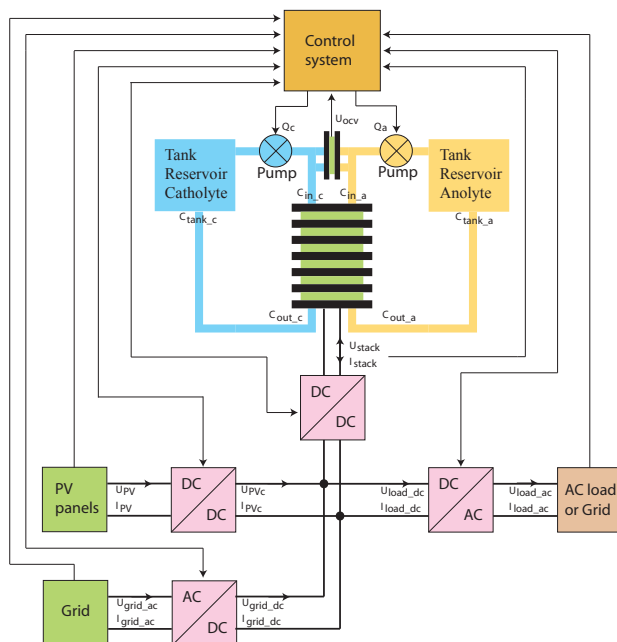 Control
system
Qc
Uocv
Qa
Tank
Reservoir
Catholyte
Pump
Pump
Tank
Reservoir
Anolyte
Cin_c
Cin_a
Ctank_c
Ctank_a
Cout_c
Cout_a
Ustack
Istack
DC
DC
PV
panels
UPV
IPV
DC
DC
UPVc
IPVc
Uload_dc
Iload_dc
DC
AC
Uload_ac
Iload_ac
AC load
or Grid
Grid
Ugrid_ac
Igrid_ac
AC
DC
Ugrid_dc
Igrid_dc